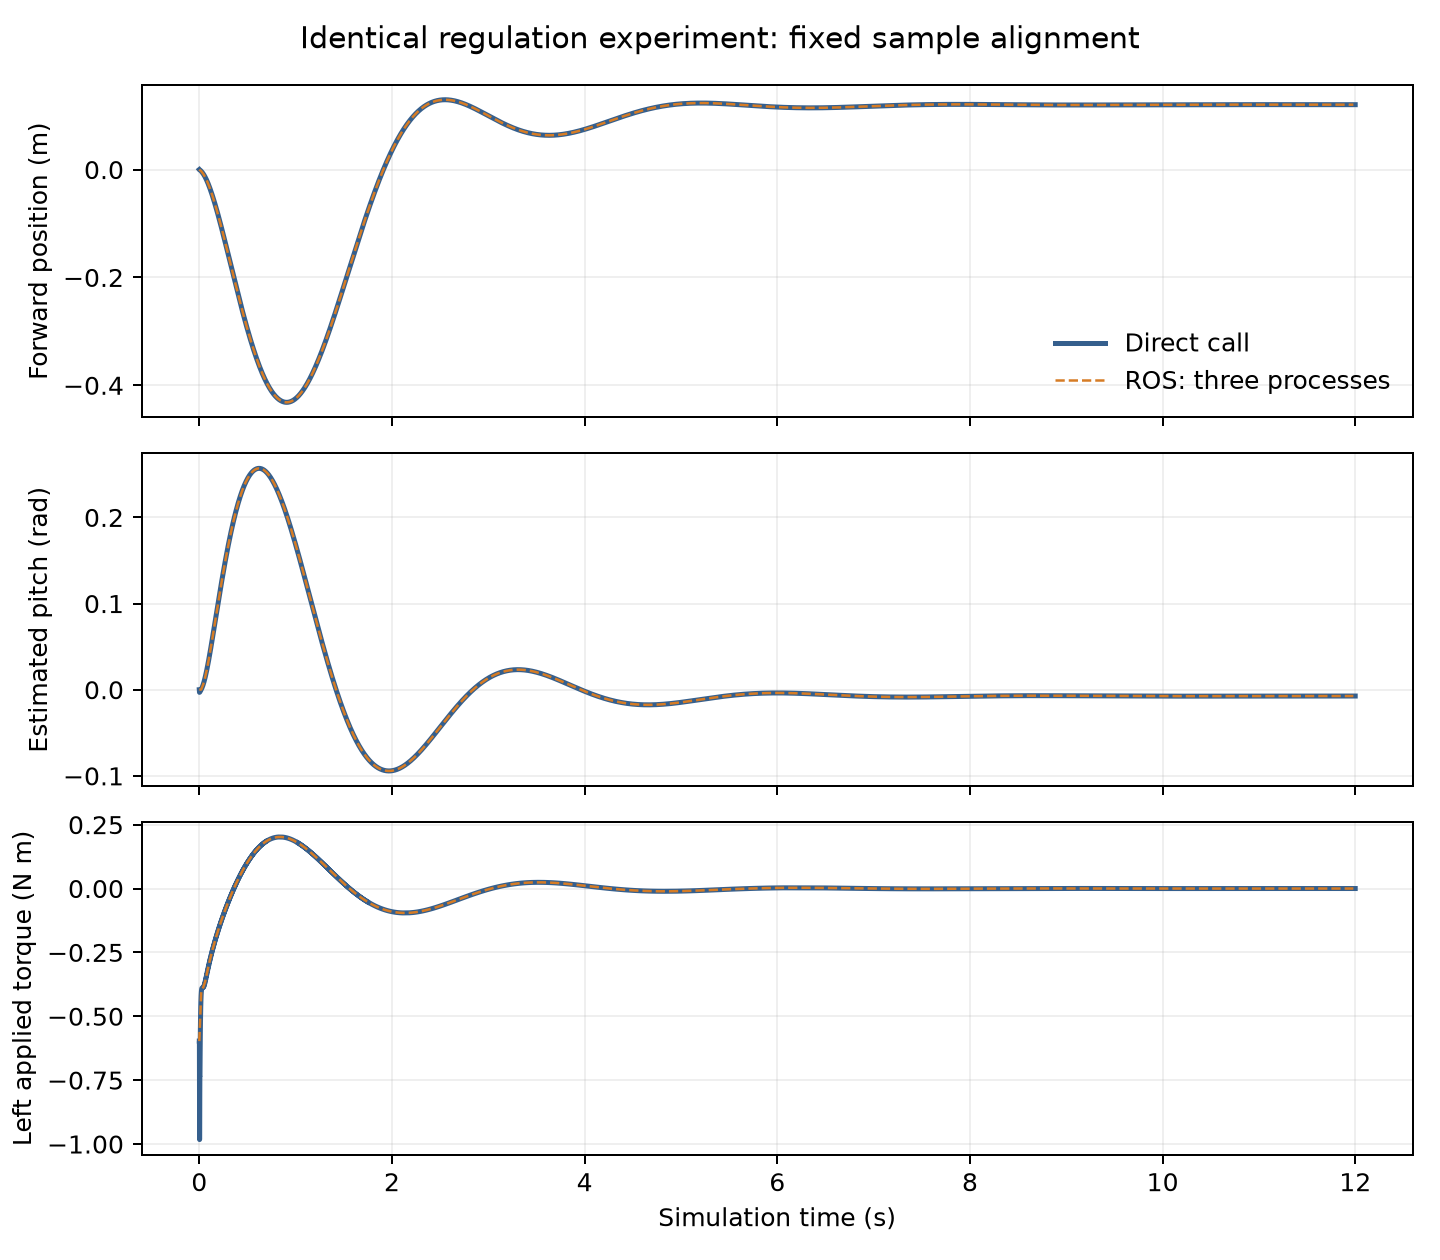 Identical regulation experiment: fixed sample alignment
Forward position (m)
0.0
−0.2
−0.4
Direct call
ROS: three processes
Estimated pitch (rad)
0.2
0.1
0.0
−0.1
Left applied torque (N m)
0.25
0.00
−0.25
−0.50
−0.75
−1.00
0 2 4 6 8 10 12
Simulation time (s)